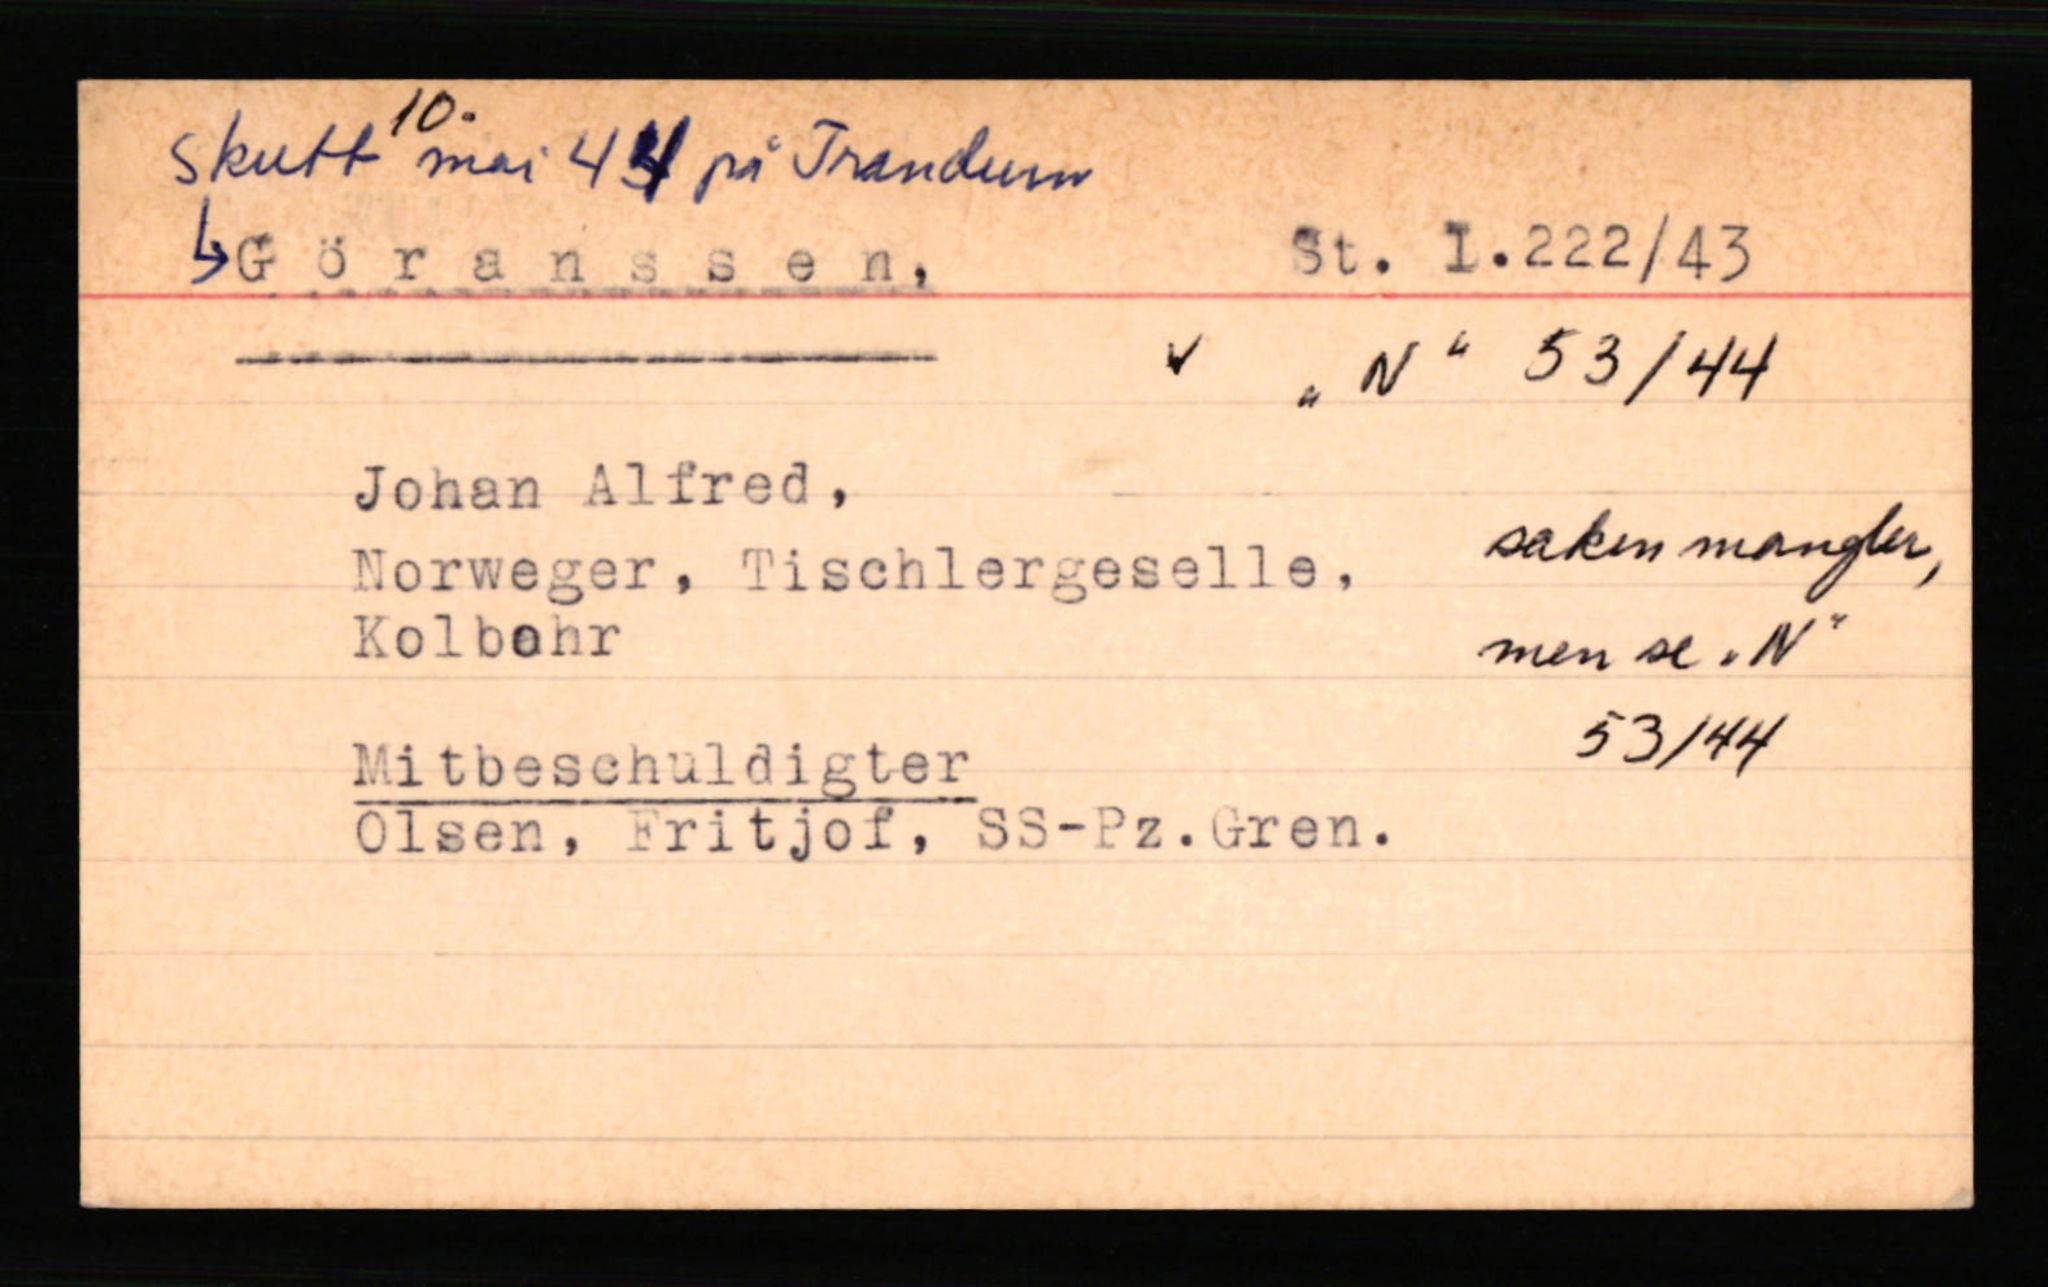 10.
Skutt mai 44 på Trandum
↳ Göranssen, St. I.222/43
✓ „N“ 53/44
Johan Alfred,
saken mangler,
Norweger, Tischlergeselle,
Kolbohr
men se „N“
53/44
Mitbeschuldigter
Olsen, Fritjof, SS-Pz.Gren.